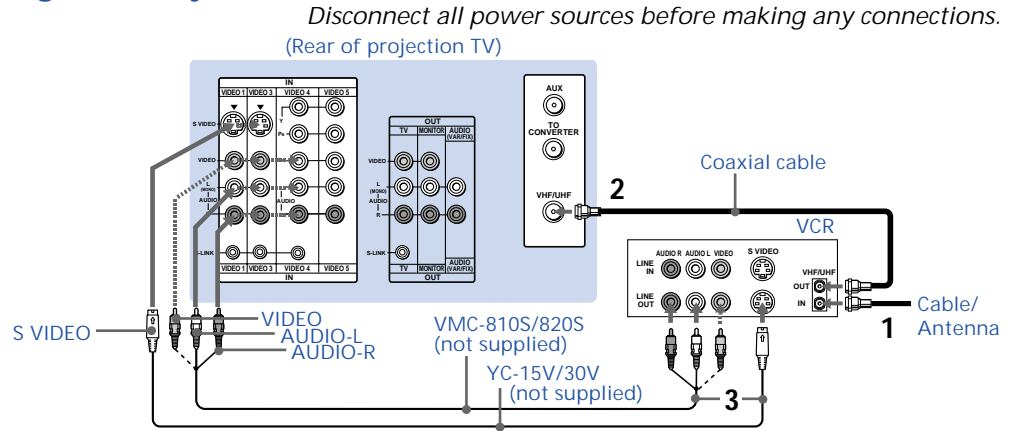 Disconnect all power sources before making any connections.
(Rear of projection TV)
IN
VIDEO 1 VIDEO 3 VIDEO 4 VIDEO 5
S VIDEO
Y
VIDEO
L
(MONO)
AUDIO
AUDIO
R
S-LINK
VIDEO 1 VIDEO 3 VIDEO 4 VIDEO 5
IN
OUT
TV MONITOR AUDIO
(VAR/FIX)
VIDEO
L
(MONO)
AUDIO
R
S-LINK
TV MONITOR AUDIO
(VAR/FIX)
OUT
AUX
TO
CONVERTER
VHF/UHF
2
Coaxial cable
VCR
AUDIO R AUDIO L VIDEO
S VIDEO
LINE
IN
LINE
OUT
VHF/UHF
OUT
IN
1
Cable/
Antenna
S VIDEO
VIDEO
AUDIO-L
AUDIO-R
VMC-810S/820S
(not supplied)
YC-15V/30V
(not supplied)
3